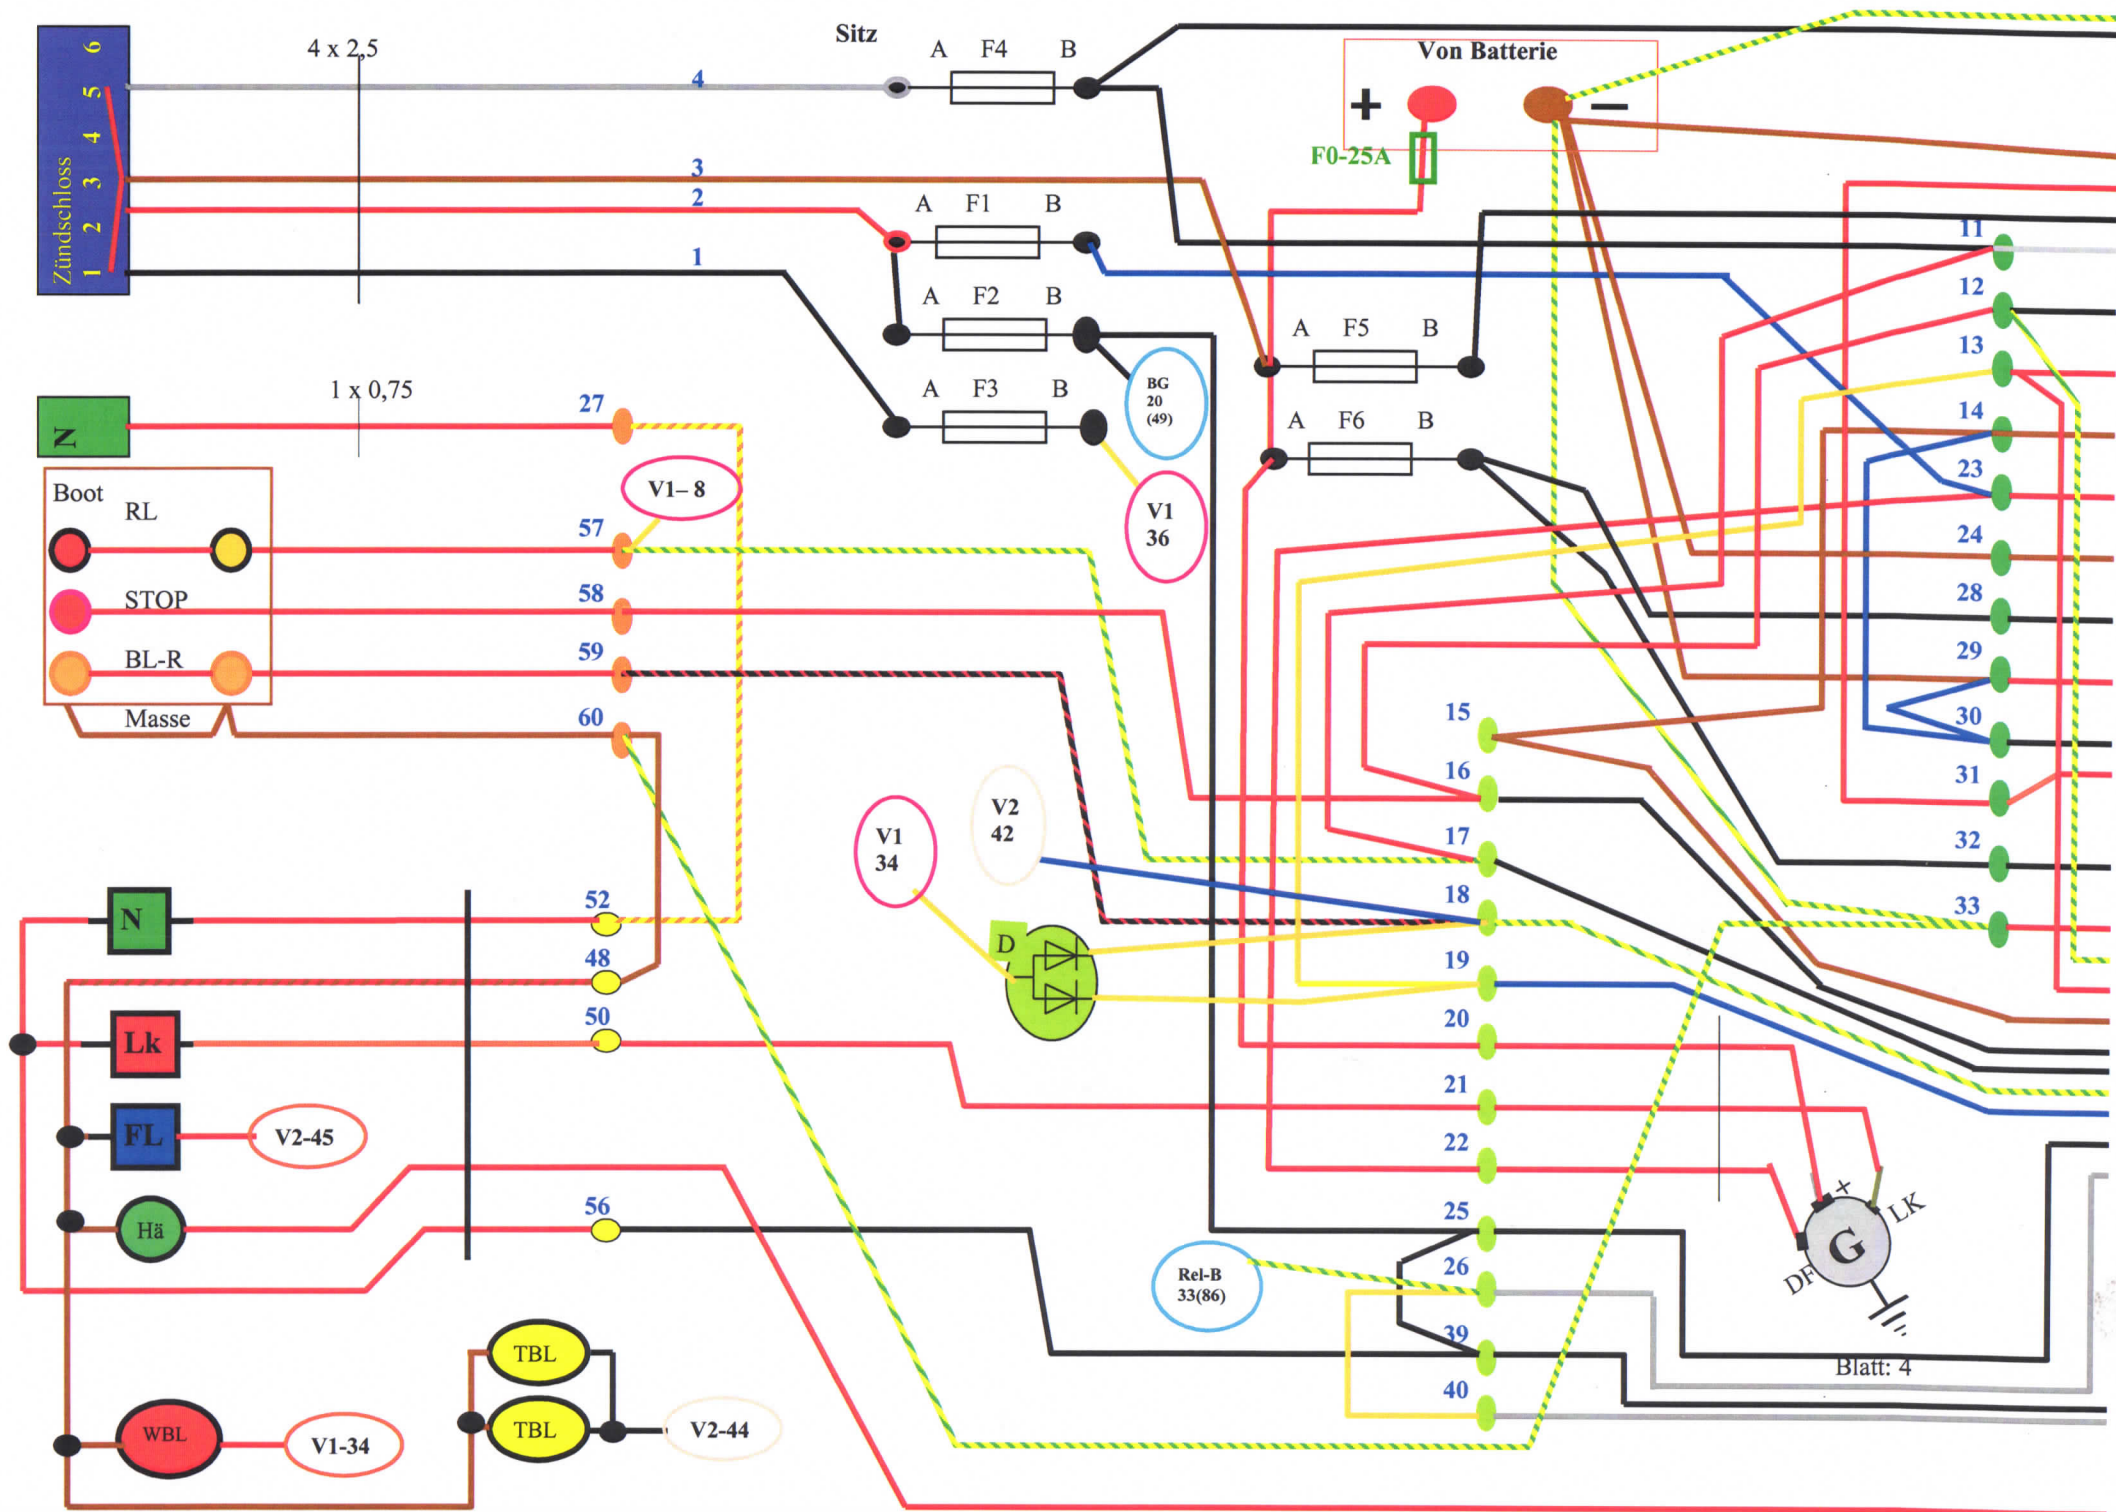 Zündschloss
1 2 3 4 5 6
4 x 2,5
4
3
2
1
Sitz
A F4 B
A F1 B
A F2 B
A F3 B
A F5 B
A F6 B
Von Batterie
+ –
F0-25A
BG
20
(49)
V1
36
N
1 x 0,75
27
V1– 8
Boot
RL
STOP
BL-R
Masse
57
58
59
60
V1
34
V2
42
D
N
Lk
FL
V2-45
Hä
52
48
50
56
TBL
TBL
WBL
V1-34
V2-44
Rel-B
33(86)
11
12
13
14
23
24
28
29
30
31
32
33
15
16
17
18
19
20
21
22
25
26
39
40
+
LK
G
DF
Blatt: 4